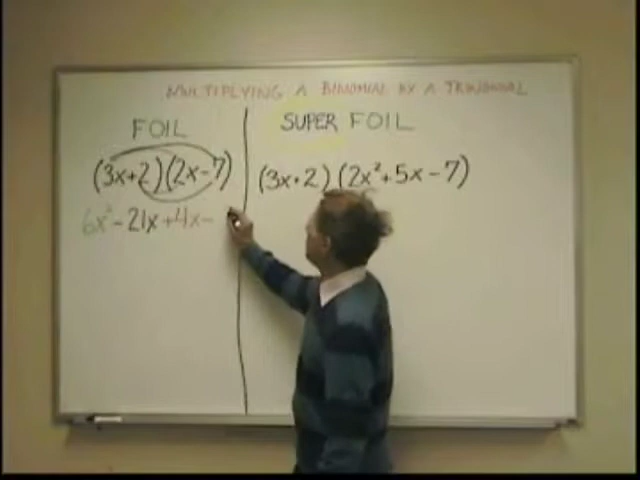 MULTIPLYING A BINOMIAL BY A TRINOMIAL
FOIL
(3x+2)(2x-7)
6x² - 21x + 4x -
SUPER FOIL
(3x+2)(2x²+5x-7)